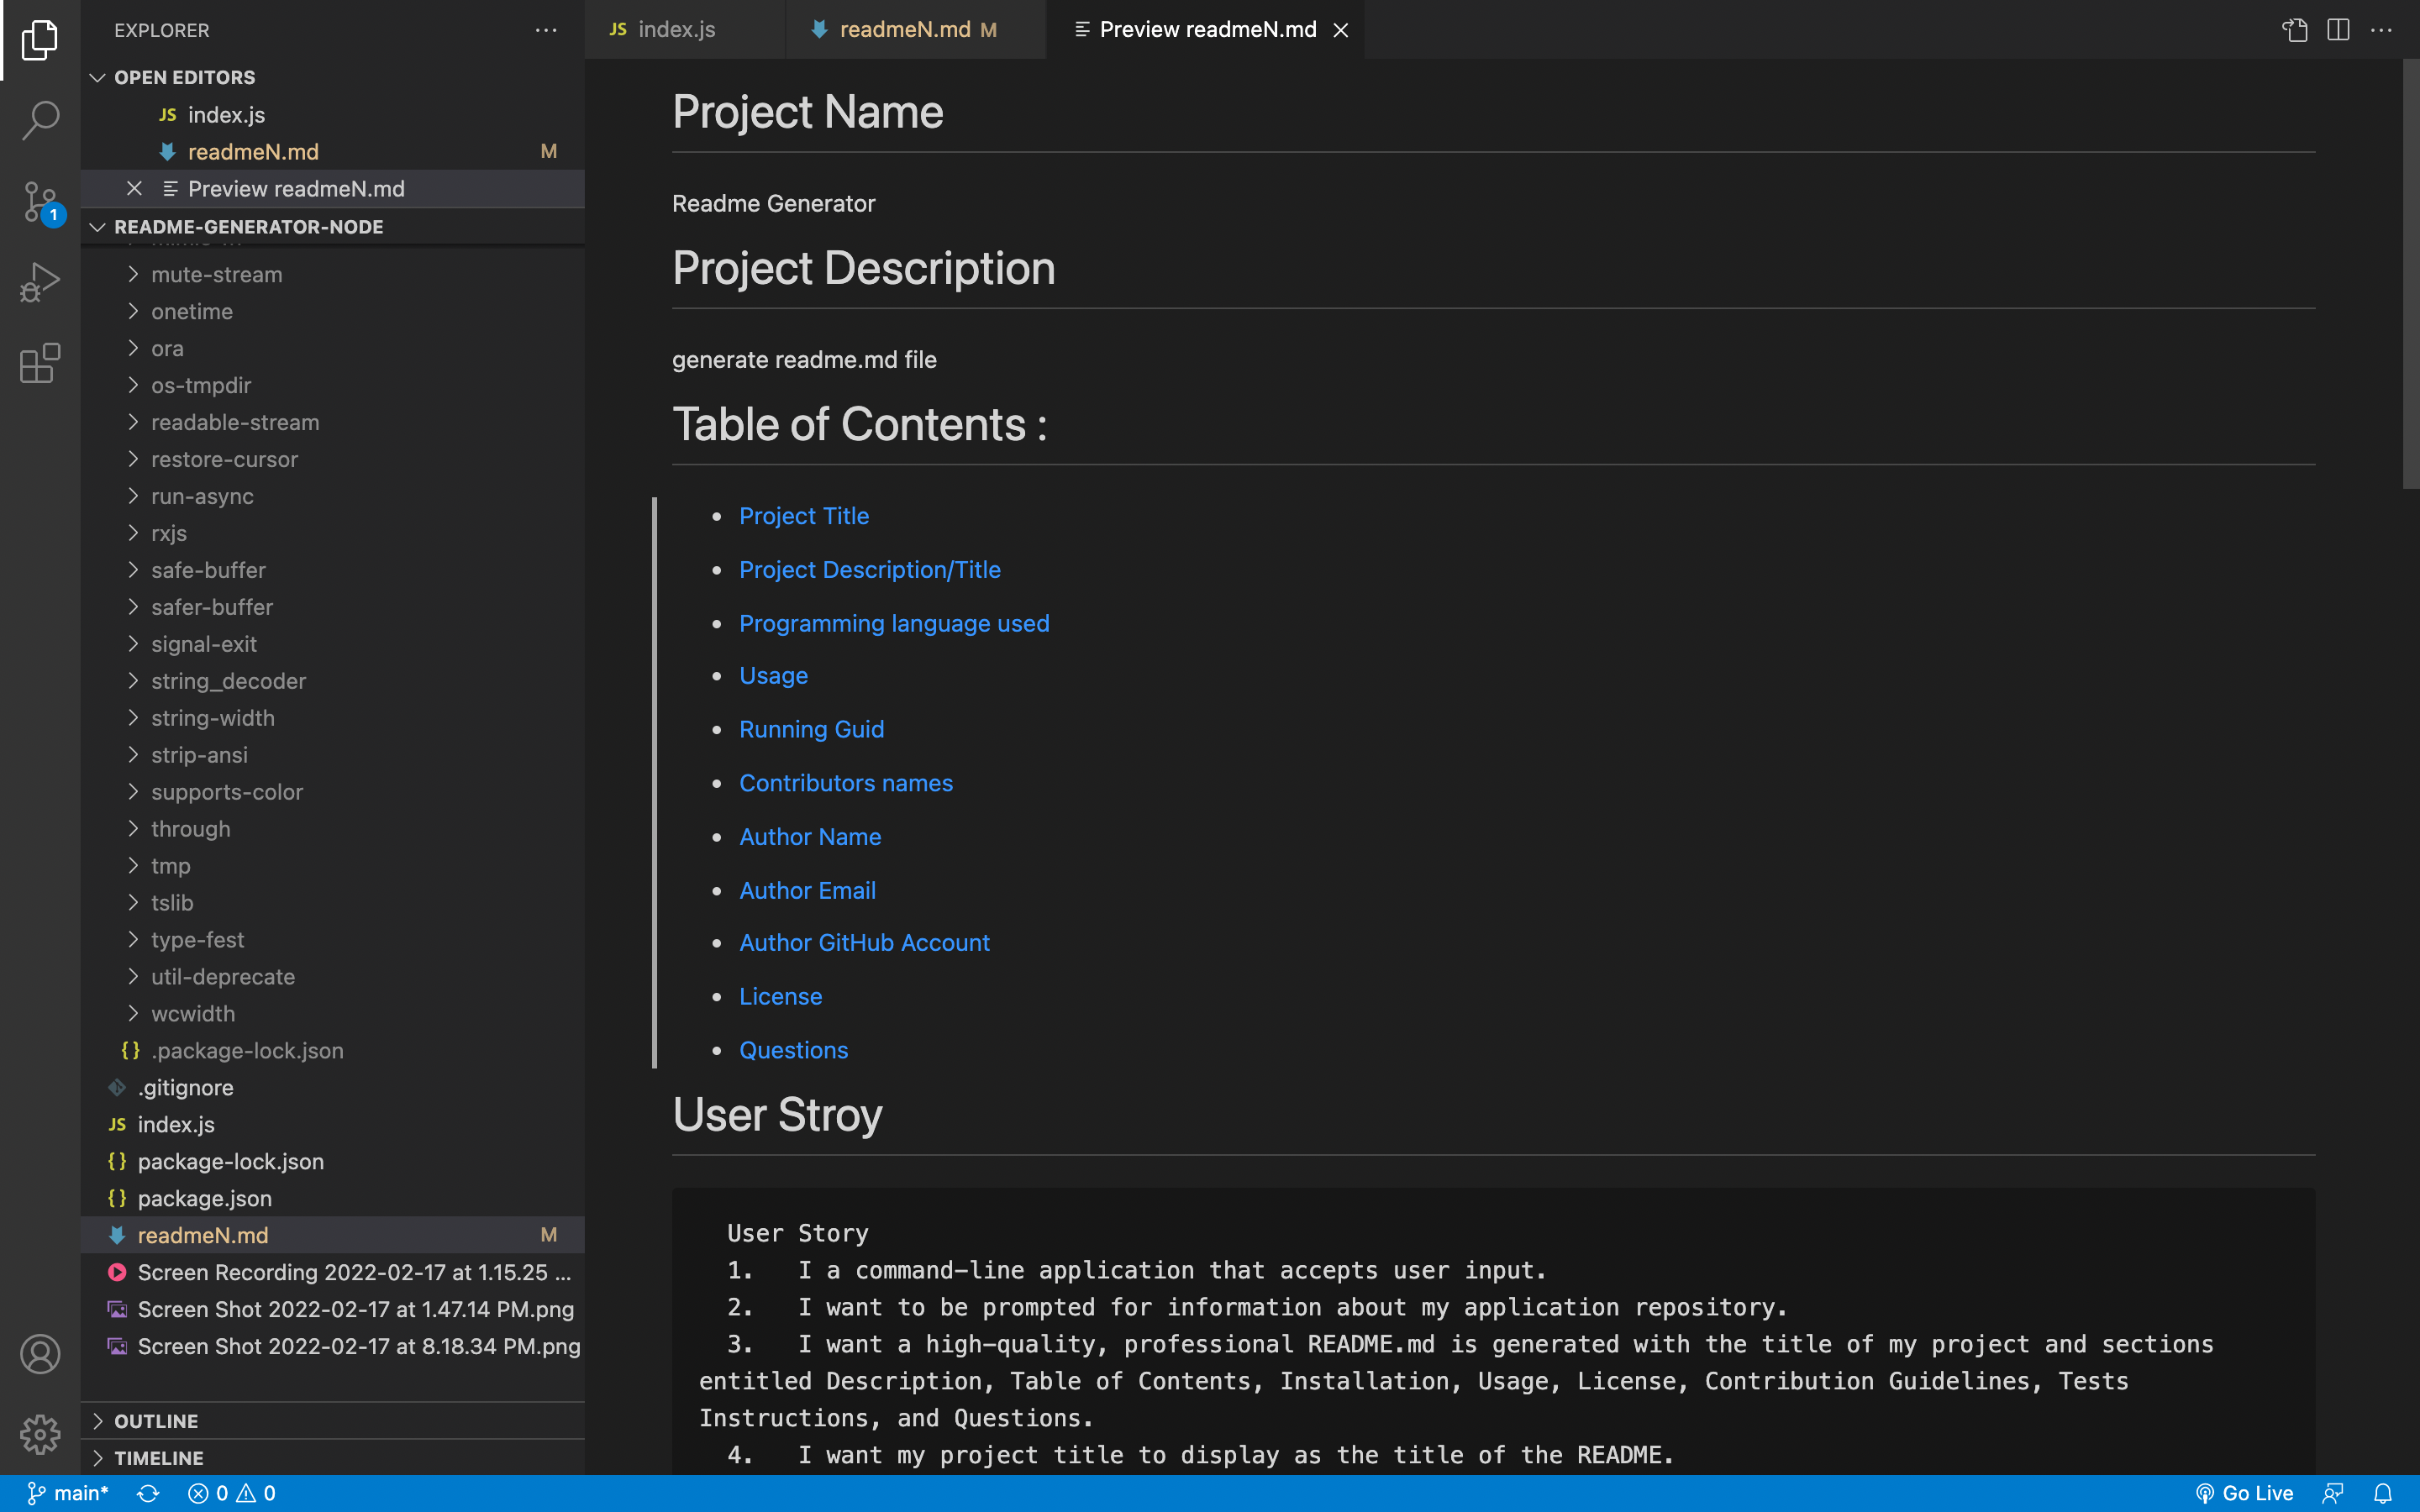 EXPLORER
OPEN EDITORS
JS index.js
readmeN.md M
Preview readmeN.md
README-GENERATOR-NODE
mute-stream
onetime
ora
os-tmpdir
readable-stream
restore-cursor
run-async
rxjs
safe-buffer
safer-buffer
signal-exit
string_decoder
string-width
strip-ansi
supports-color
through
tmp
tslib
type-fest
util-deprecate
wcwidth
{} .package-lock.json
.gitignore
JS index.js
{} package-lock.json
{} package.json
readmeN.md M
Screen Recording 2022-02-17 at 1.15.25 ...
Screen Shot 2022-02-17 at 1.47.14 PM.png
Screen Shot 2022-02-17 at 8.18.34 PM.png
OUTLINE
TIMELINE
1
JS index.js
readmeN.md M
Preview readmeN.md
Project Name
Readme Generator
Project Description
generate readme.md file
Table of Contents :
Project Title
Project Description/Title
Programming language used
Usage
Running Guid
Contributors names
Author Name
Author Email
Author GitHub Account
License
Questions
User Stroy
User Story
1. I a command-line application that accepts user input.
2. I want to be prompted for information about my application repository.
3. I want a high-quality, professional README.md is generated with the title of my project and sections
entitled Description, Table of Contents, Installation, Usage, License, Contribution Guidelines, Tests
Instructions, and Questions.
4. I want my project title to display as the title of the README.
main* 0 0
Go Live